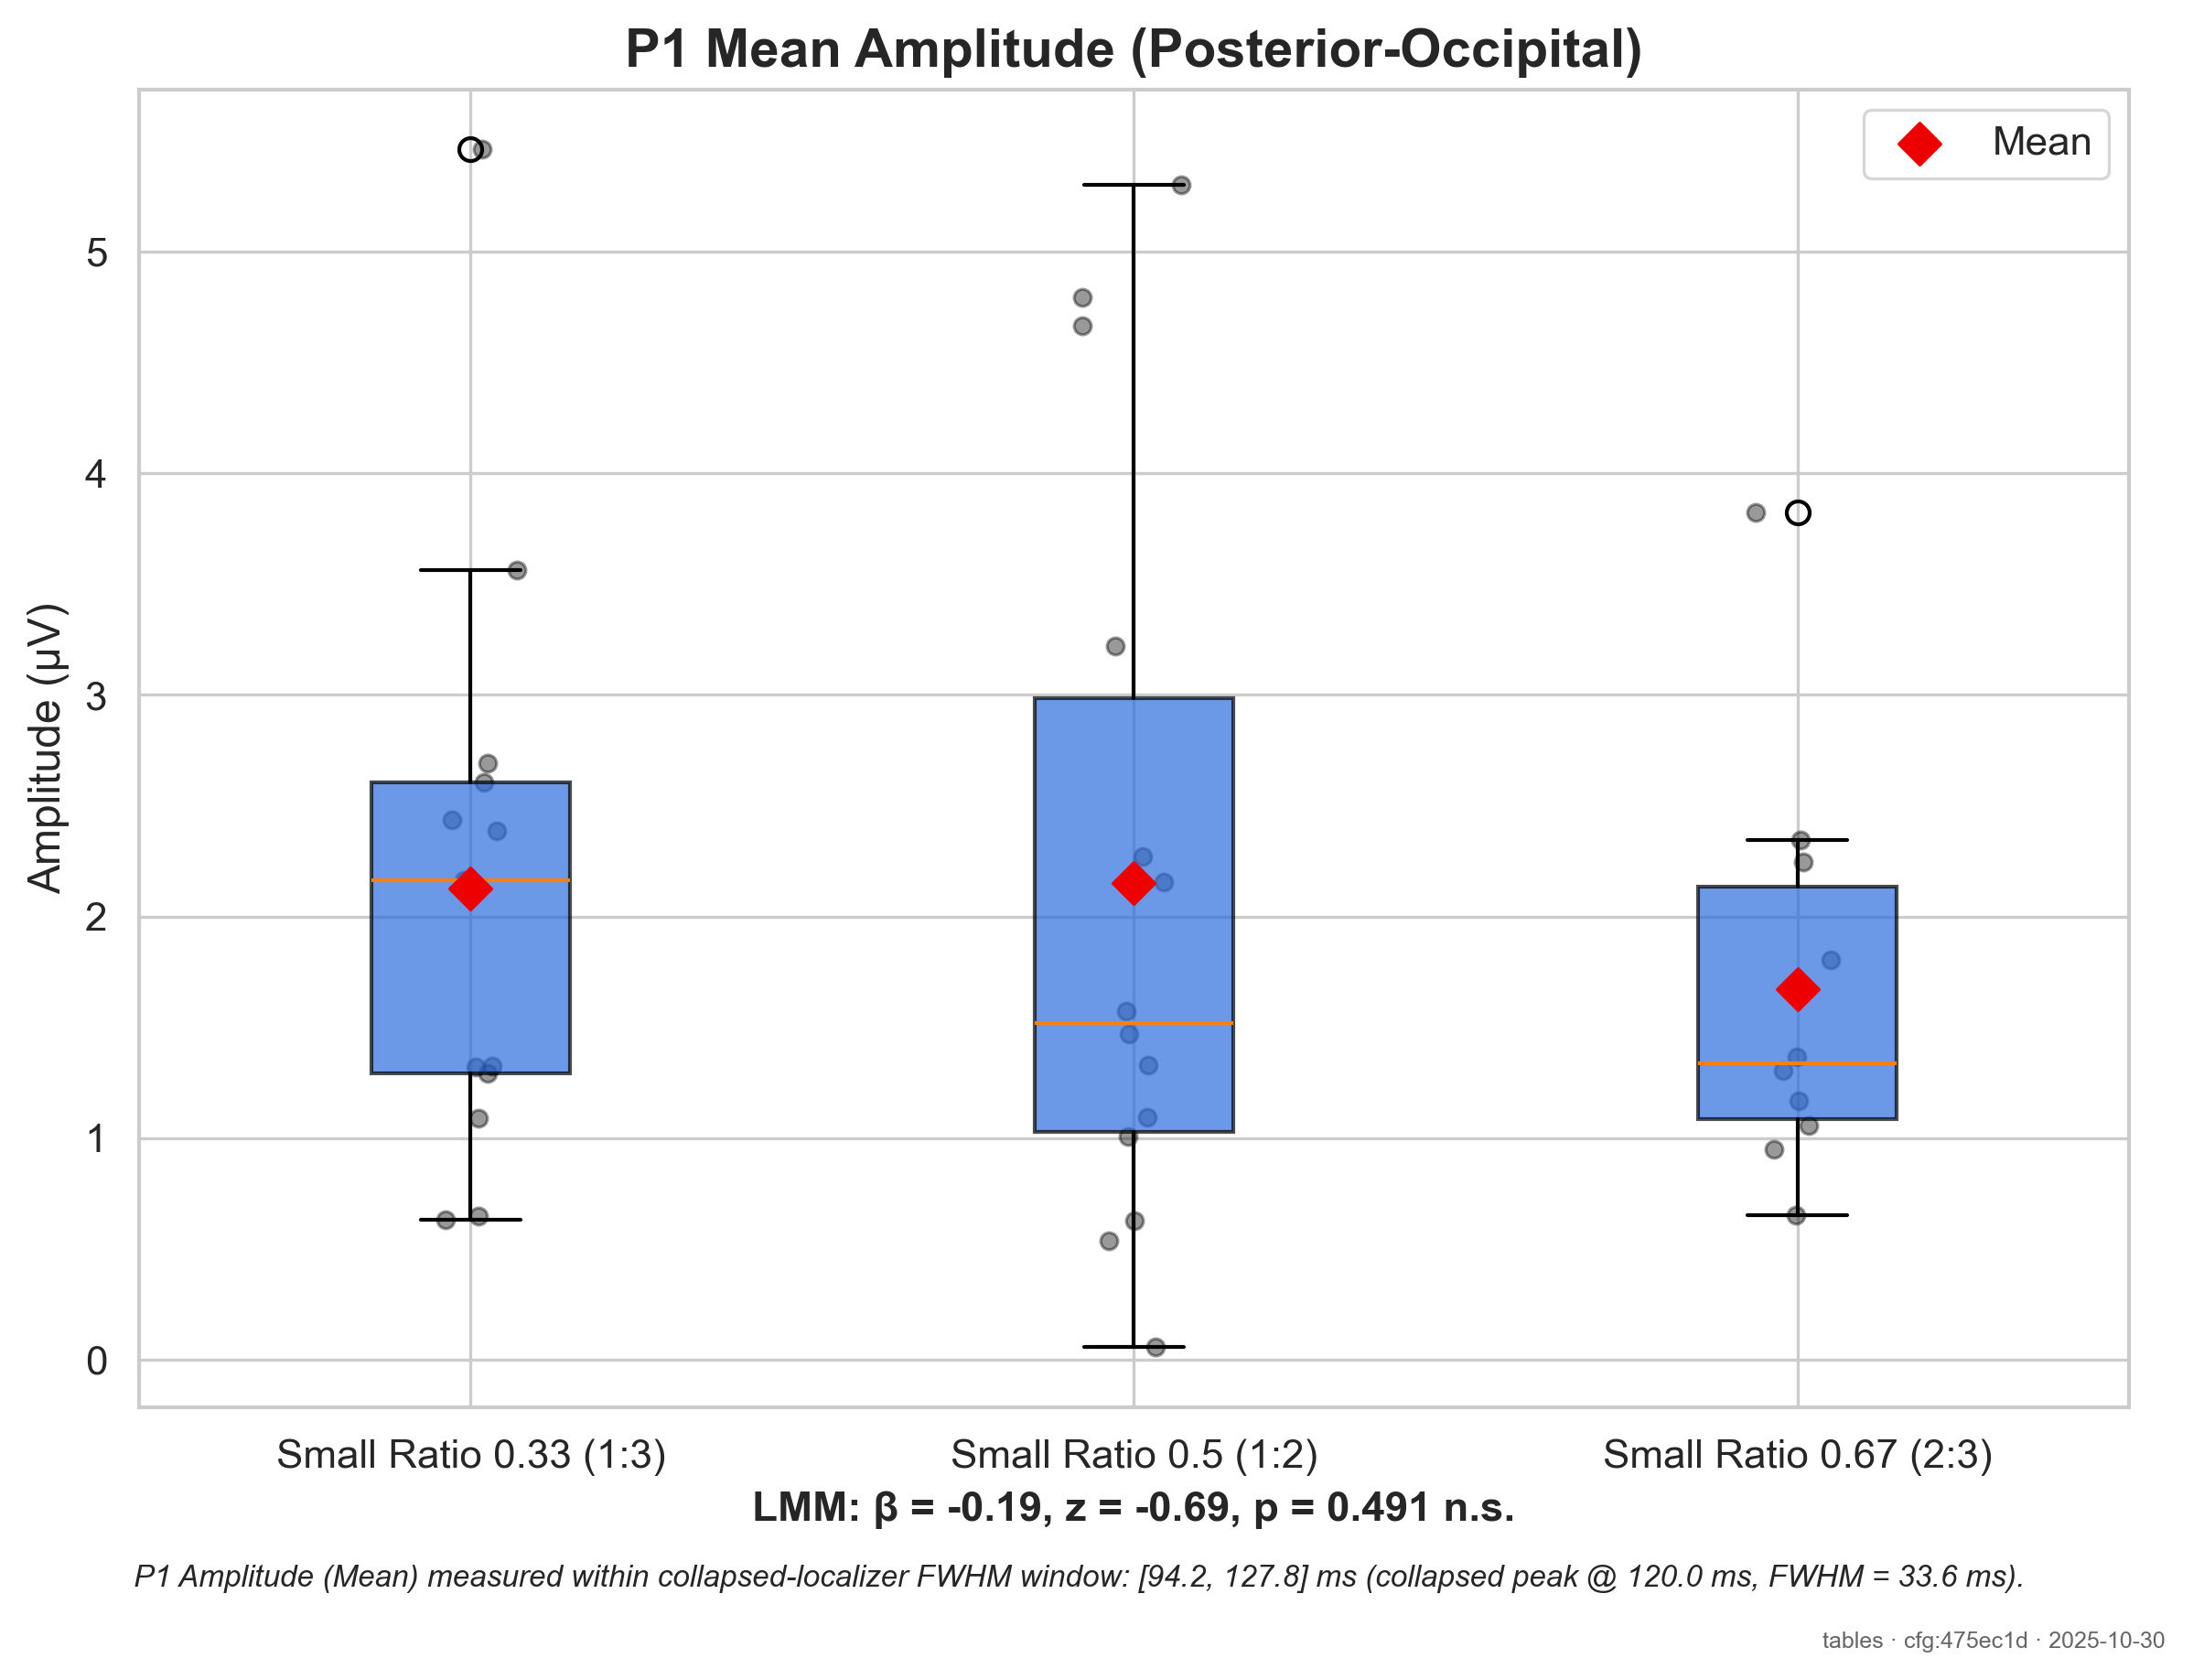 P1 Mean Amplitude (Posterior-Occipital)
Mean
Amplitude (µV)
5
4
3
2
1
0
Small Ratio 0.33 (1:3)
Small Ratio 0.5 (1:2)
Small Ratio 0.67 (2:3)
LMM: β = -0.19, z = -0.69, p = 0.491 n.s.
P1 Amplitude (Mean) measured within collapsed-localizer FWHM window: [94.2, 127.8] ms (collapsed peak @ 120.0 ms, FWHM = 33.6 ms).
tables · cfg:475ec1d · 2025-10-30